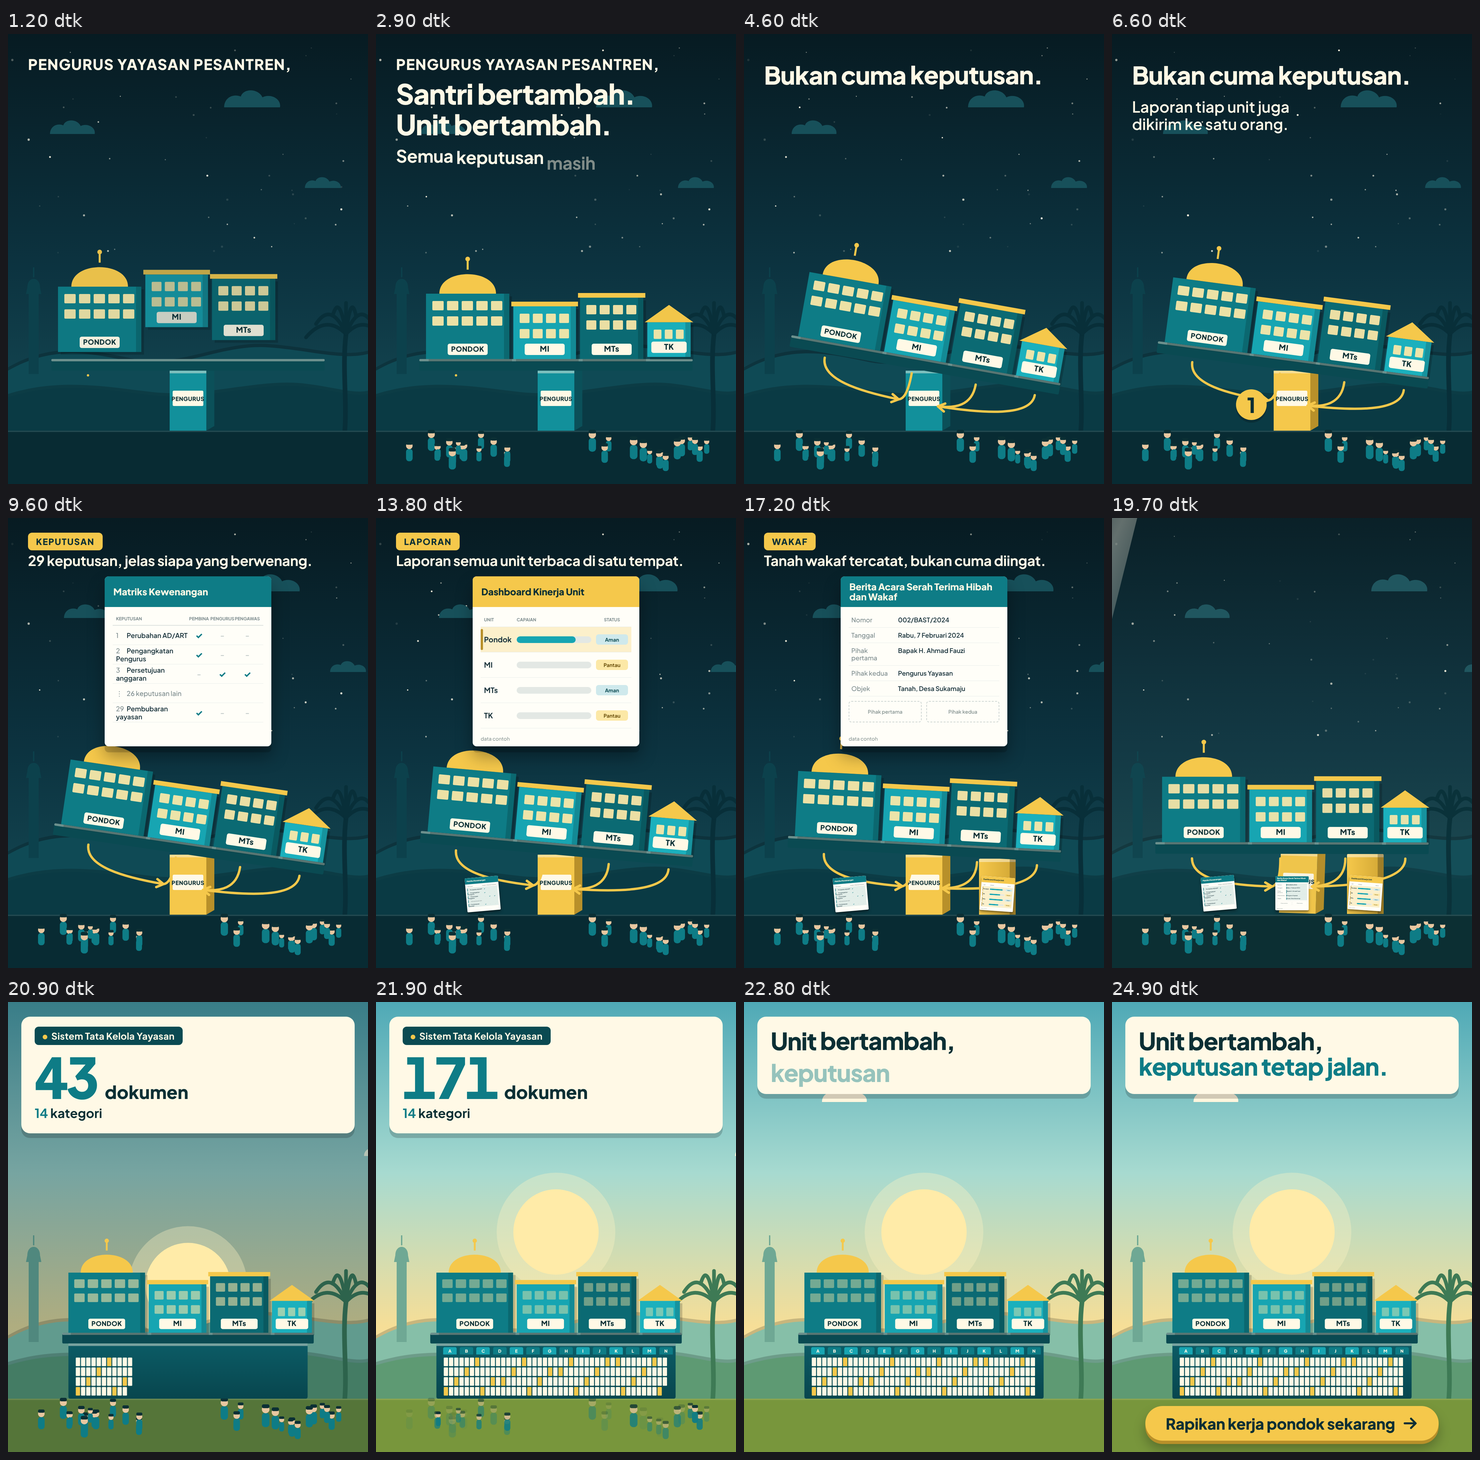 1.20 dtk
PENGURUS YAYASAN PESANTREN,
PONDOK
MI
MTs
PENGURUS
2.90 dtk
PENGURUS YAYASAN PESANTREN,
Santri bertambah.
Unit bertambah.
Semua keputusan masih
PONDOK
MI
MTs
TK
PENGURUS
4.60 dtk
Bukan cuma keputusan.
PONDOK
MI
MTs
TK
PENGURUS
6.60 dtk
Bukan cuma keputusan.
Laporan tiap unit juga
dikirim ke satu orang.
PONDOK
MI
MTs
TK
1
PENGURUS
9.60 dtk
KEPUTUSAN
29 keputusan, jelas siapa yang berwenang.
Matriks Kewenangan
KEPUTUSAN PEMBINA PENGURUS PENGAWAS
1 Perubahan AD/ART ✓ – –
2 Pengangkatan
Pengurus ✓ – –
3 Persetujuan
anggaran – ✓ ✓
⋮ 26 keputusan lain
29 Pembubaran
yayasan ✓ – –
PONDOK
MI
MTs
TK
PENGURUS
13.80 dtk
LAPORAN
Laporan semua unit terbaca di satu tempat.
Dashboard Kinerja Unit
UNIT CAPAIAN STATUS
Pondok Aman
MI Pantau
MTs Aman
TK Pantau
data contoh
PONDOK
MI
MTs
TK
PENGURUS
17.20 dtk
WAKAF
Tanah wakaf tercatat, bukan cuma diingat.
Berita Acara Serah Terima Hibah
dan Wakaf
Nomor 002/BAST/2024
Tanggal Rabu, 7 Februari 2024
Pihak
pertama Bapak H. Ahmad Fauzi
Pihak kedua Pengurus Yayasan
Objek Tanah, Desa Sukamaju
Pihak pertama Pihak kedua
data contoh
PONDOK
MI
MTs
TK
PENGURUS
19.70 dtk
PONDOK
MI
MTs
TK
20.90 dtk
Sistem Tata Kelola Yayasan
43 dokumen
14 kategori
PONDOK
MI
MTs
TK
21.90 dtk
Sistem Tata Kelola Yayasan
171 dokumen
14 kategori
PONDOK
MI
MTs
TK
A B C D E F G H I J K L M N
22.80 dtk
Unit bertambah,
keputusan
PONDOK
MI
MTs
TK
A B C D E F G H I J K L M N
24.90 dtk
Unit bertambah,
keputusan tetap jalan.
PONDOK
MI
MTs
TK
A B C D E F G H I J K L M N
Rapikan kerja pondok sekarang →